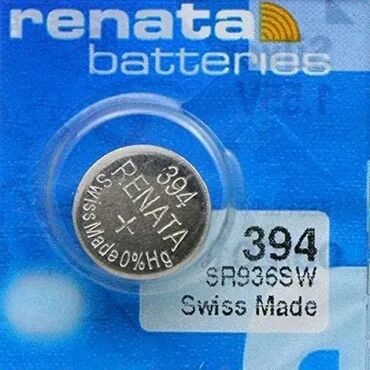 renata
batteries
394
RENATA
+
Swiss Made 0%Hg
394
SR936SW
Swiss Made